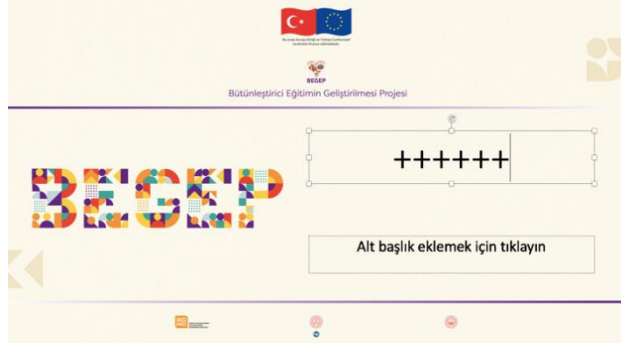 BEGEP
Bütünleştirici Eğitimin Geliştirilmesi Projesi
BEGEP
++++++
Alt başlık eklemek için tıklayın